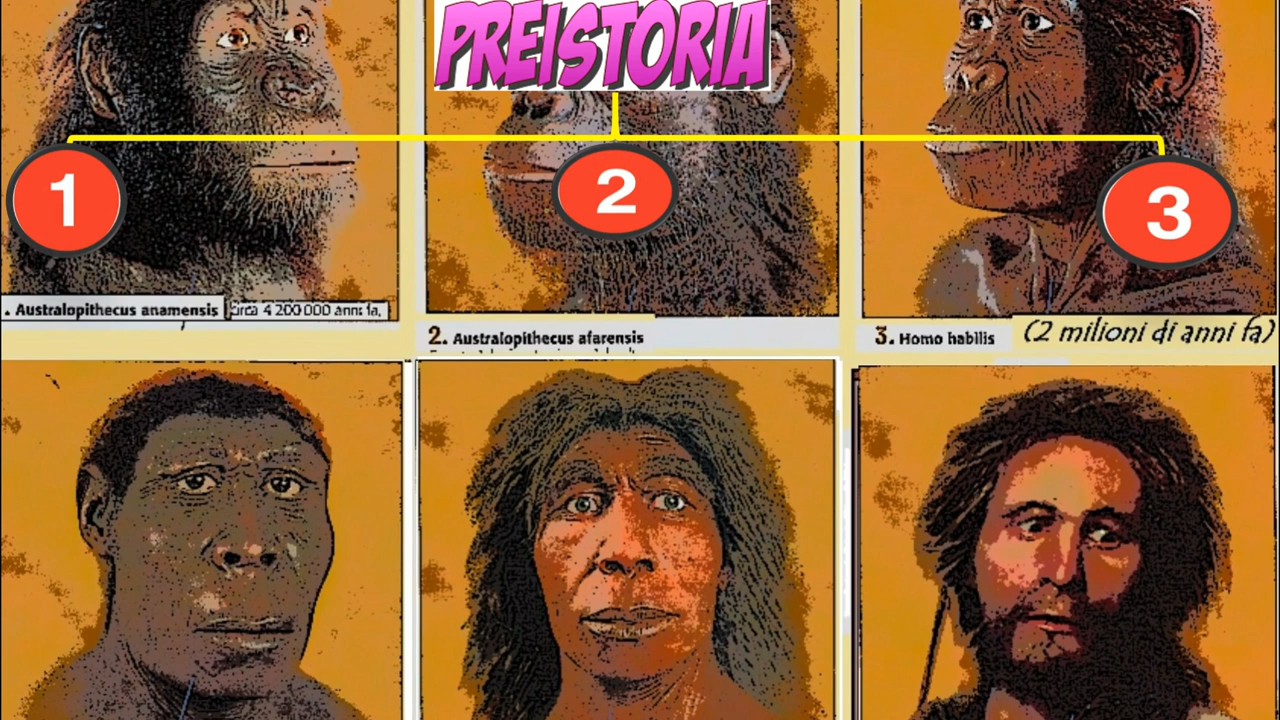 PREISTORIA
1
2
3
. Australopithecus anamensis
circa 4 200 000 anni fa,
2. Australopithecus afarensis
3. Homo habilis
(2 milioni di anni fa)